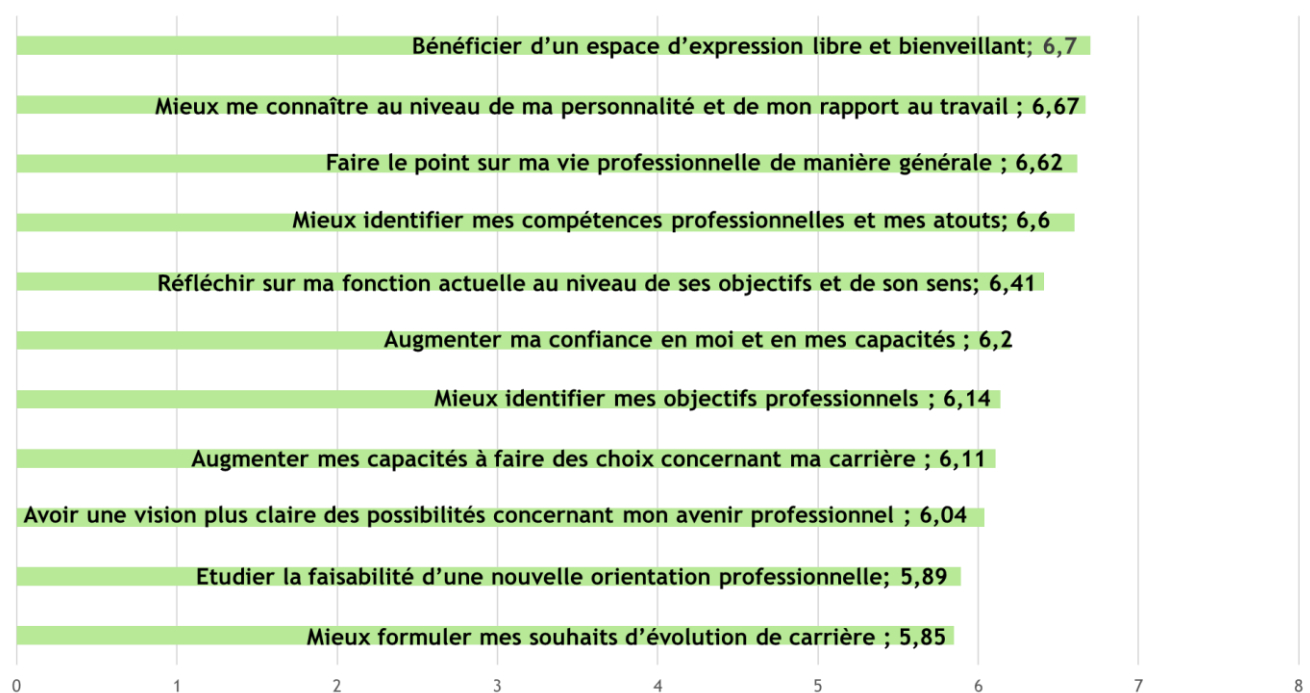 Bénéficier d’un espace d’expression libre et bienveillant; 6,7
Mieux me connaître au niveau de ma personnalité et de mon rapport au travail ; 6,67
Faire le point sur ma vie professionnelle de manière générale ; 6,62
Mieux identifier mes compétences professionnelles et mes atouts; 6,6
Réfléchir sur ma fonction actuelle au niveau de ses objectifs et de son sens; 6,41
Augmenter ma confiance en moi et en mes capacités ; 6,2
Mieux identifier mes objectifs professionnels ; 6,14
Augmenter mes capacités à faire des choix concernant ma carrière ; 6,11
Avoir une vision plus claire des possibilités concernant mon avenir professionnel ; 6,04
Etudier la faisabilité d’une nouvelle orientation professionnelle; 5,89
Mieux formuler mes souhaits d’évolution de carrière ; 5,85
0 1 2 3 4 5 6 7 8